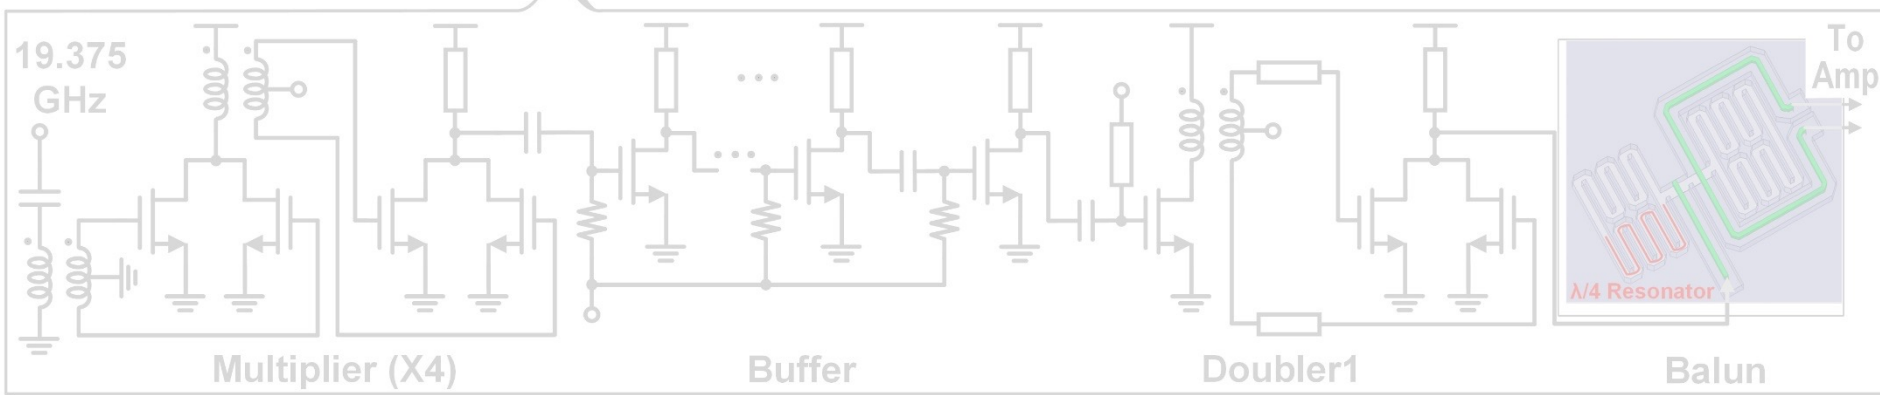 19.375
GHz
To
Amp
λ/4 Resonator
Multiplier (X4)
Buffer
Doubler1
Balun